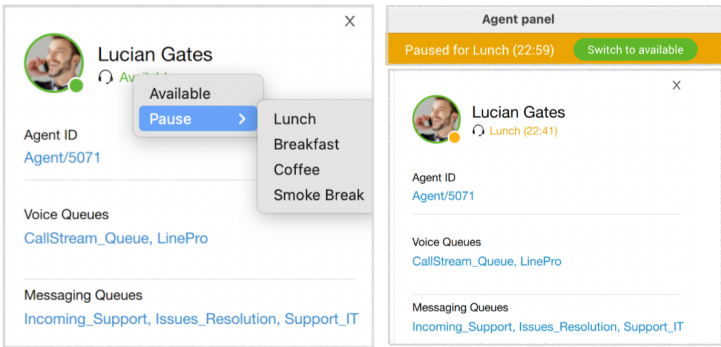 X
Lucian Gates
Available
Pause
Lunch
Breakfast
Coffee
Smoke Break
Agent ID
Agent/5071
Voice Queues
CallStream_Queue, LinePro
Messaging Queues
Incoming_Support, Issues_Resolution, Support_IT
Agent panel
Paused for Lunch (22:59)
Switch to available
X
Lucian Gates
Lunch (22:41)
Agent ID
Agent/5071
Voice Queues
CallStream_Queue, LinePro
Messaging Queues
Incoming_Support, Issues_Resolution, Support_IT